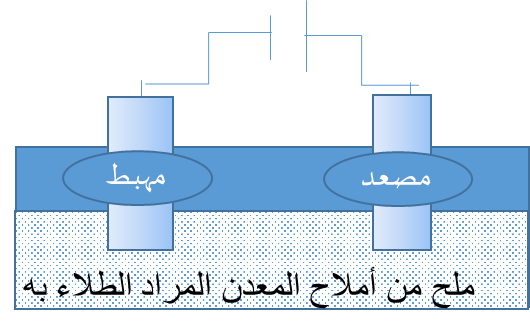 مهبط
مصعد
ملح من أملاح المعدن المراد الطلاء به